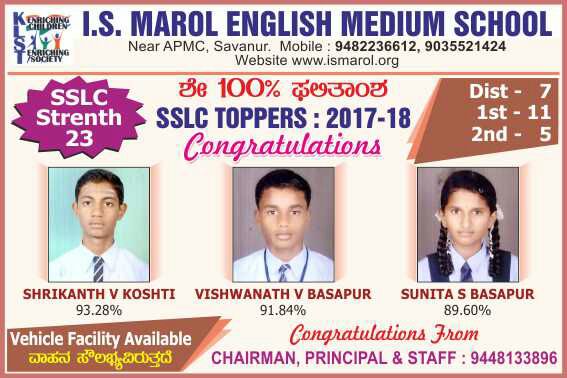 KLST
ENRICHING
CHILDREN
ENRICHING
SOCIETY
I.S. MAROL ENGLISH MEDIUM SCHOOL
Near APMC, Savanur. Mobile : 9482236612, 9035521424
Website www.ismarol.org
SSLC
Strenth
23
ಶೇ 100% ಫಲಿತಾಂಶ
SSLC TOPPERS : 2017-18
Congratulations
Dist - 7
1st - 11
2nd - 5
SHRIKANTH V KOSHTI
93.28%
VISHWANATH V BASAPUR
91.84%
SUNITA S BASAPUR
89.60%
Vehicle Facility Available
ವಾಹನ ಸೌಲಭ್ಯವಿರುತ್ತದೆ
Congratulations From
CHAIRMAN, PRINCIPAL & STAFF : 9448133896